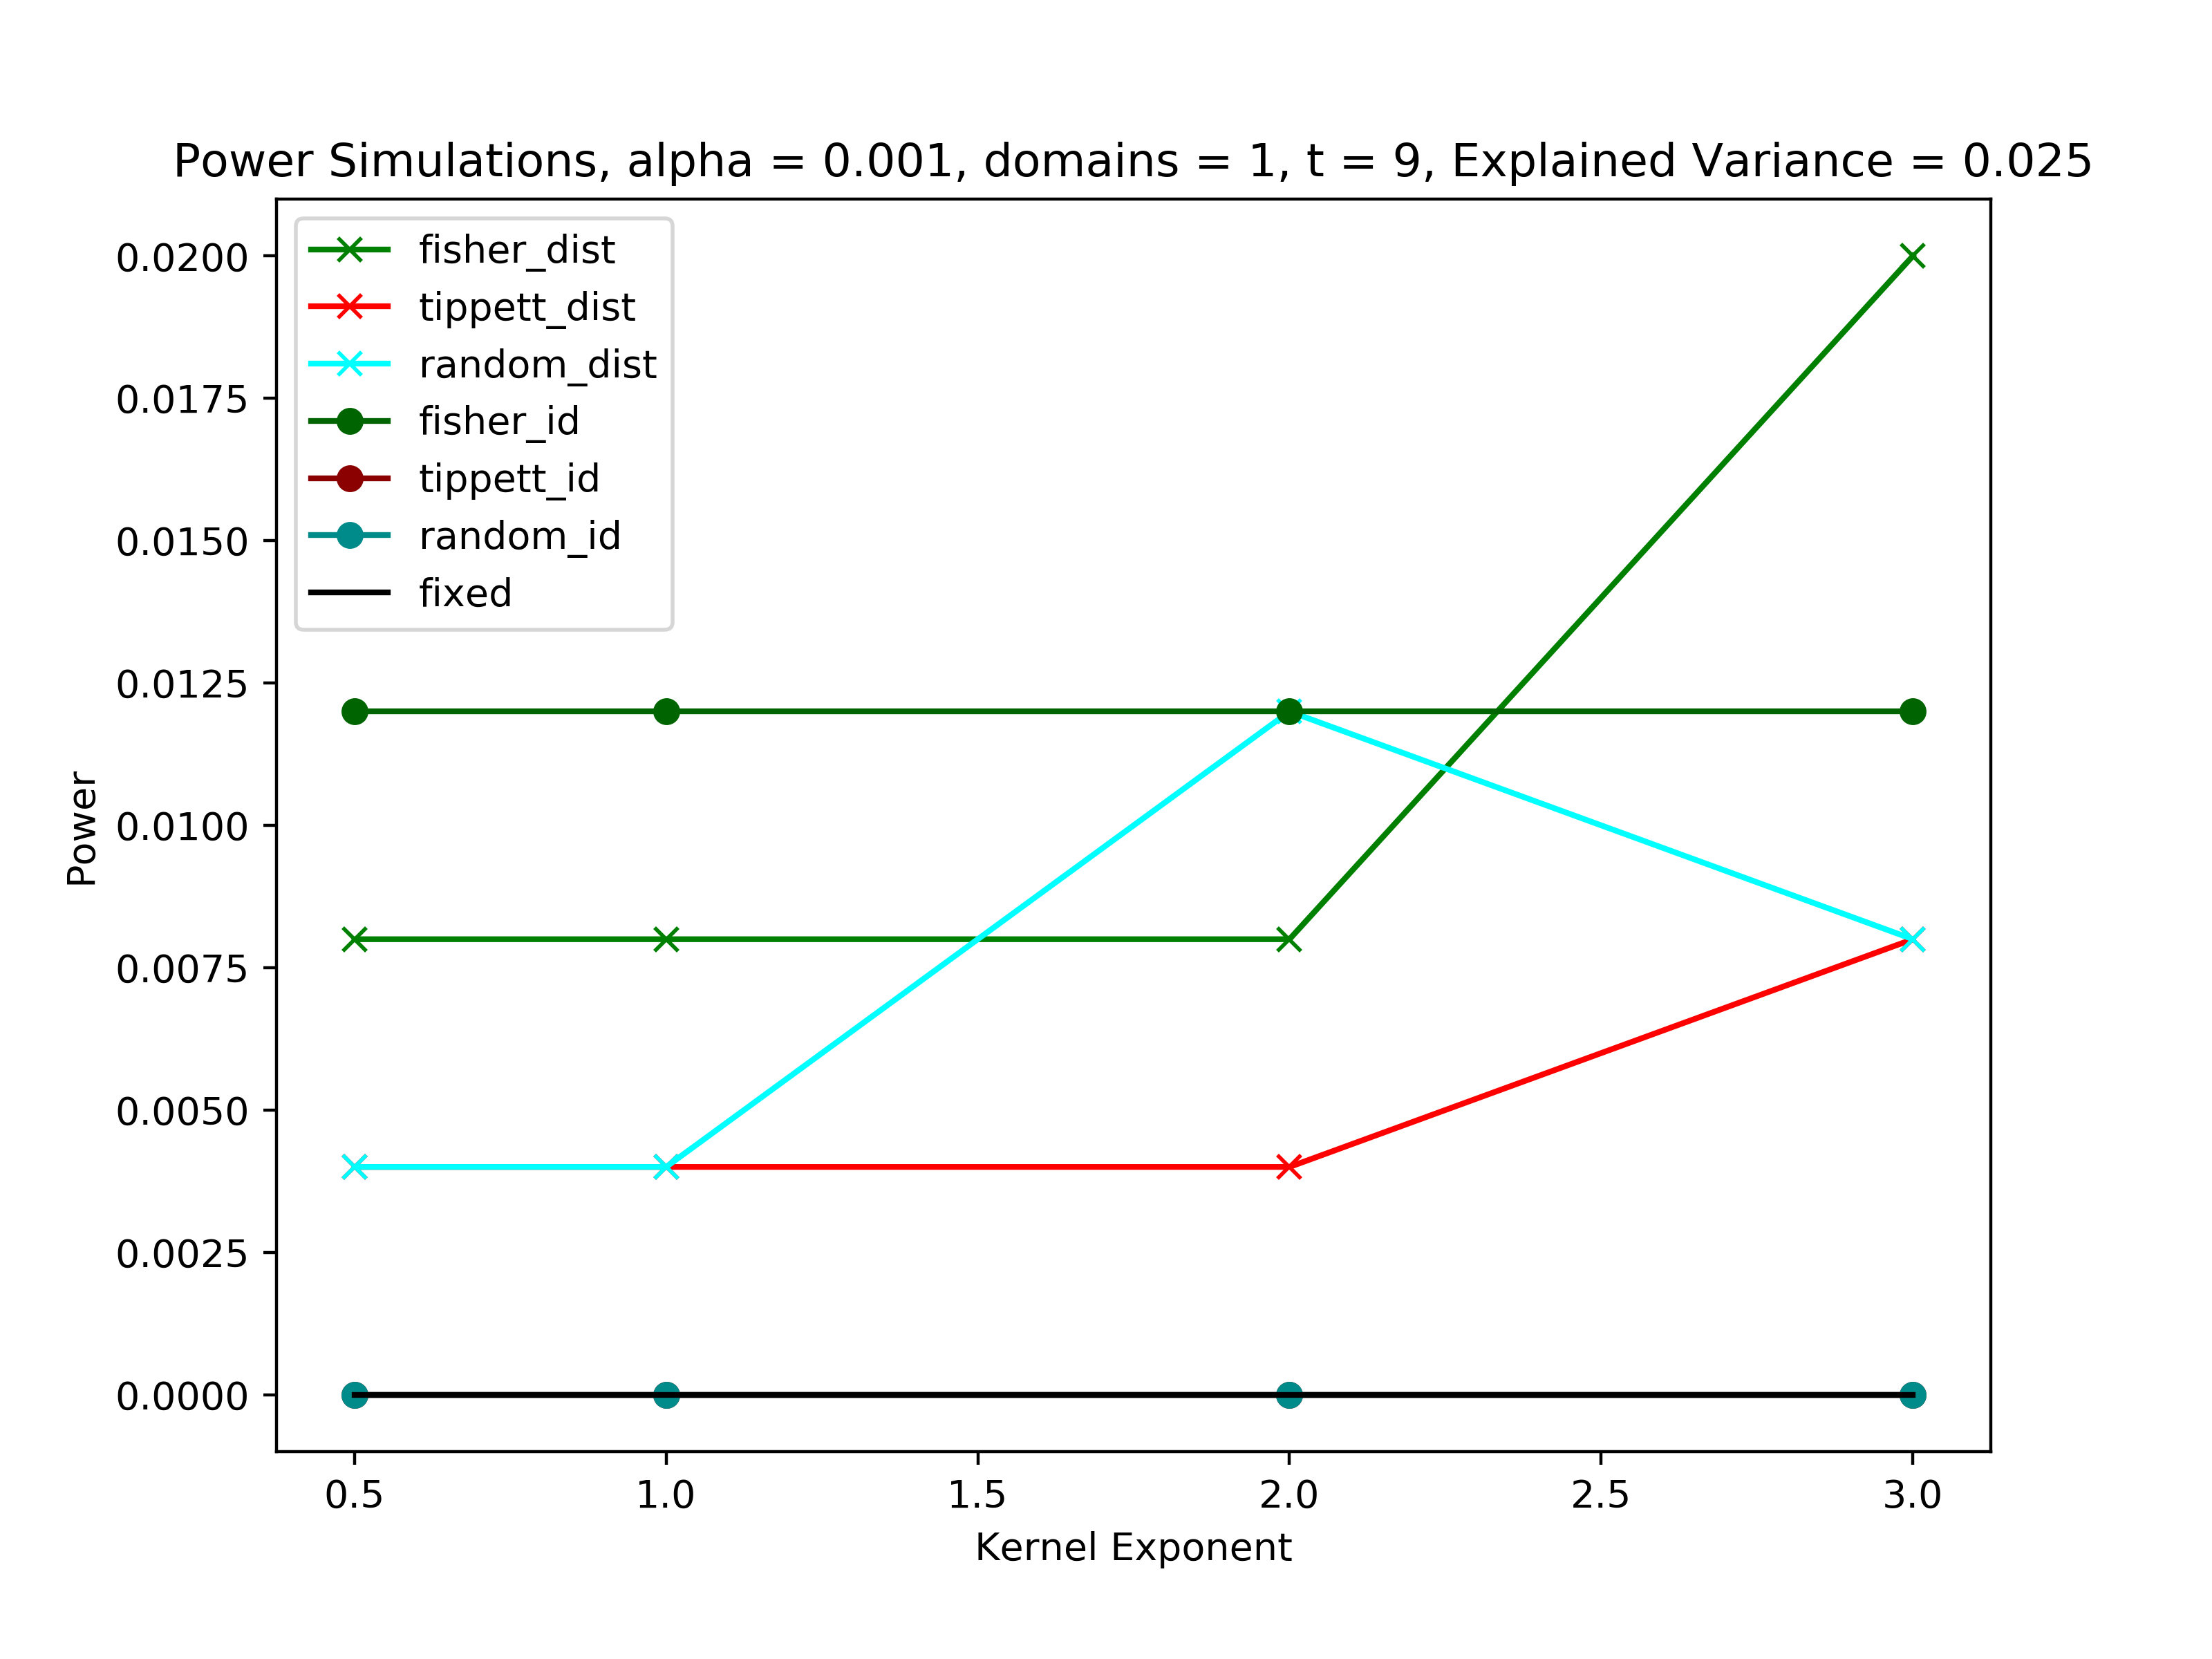 Power Simulations, alpha = 0.001, domains = 1, t = 9, Explained Variance = 0.025
fisher_dist
tippett_dist
random_dist
fisher_id
tippett_id
random_id
fixed
0.0200
0.0175
0.0150
0.0125
0.0100
0.0075
0.0050
0.0025
0.0000
Power
0.5 1.0 1.5 2.0 2.5 3.0
Kernel Exponent